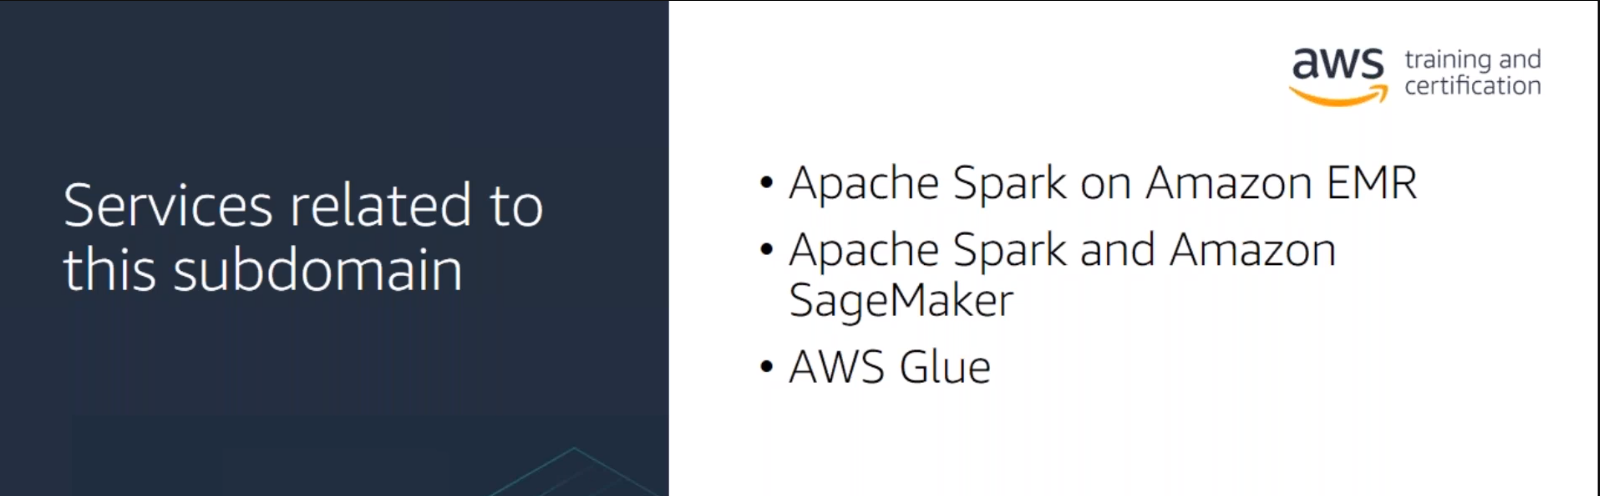 Services related to
this subdomain
aws training and
certification
• Apache Spark on Amazon EMR
• Apache Spark and Amazon
SageMaker
• AWS Glue